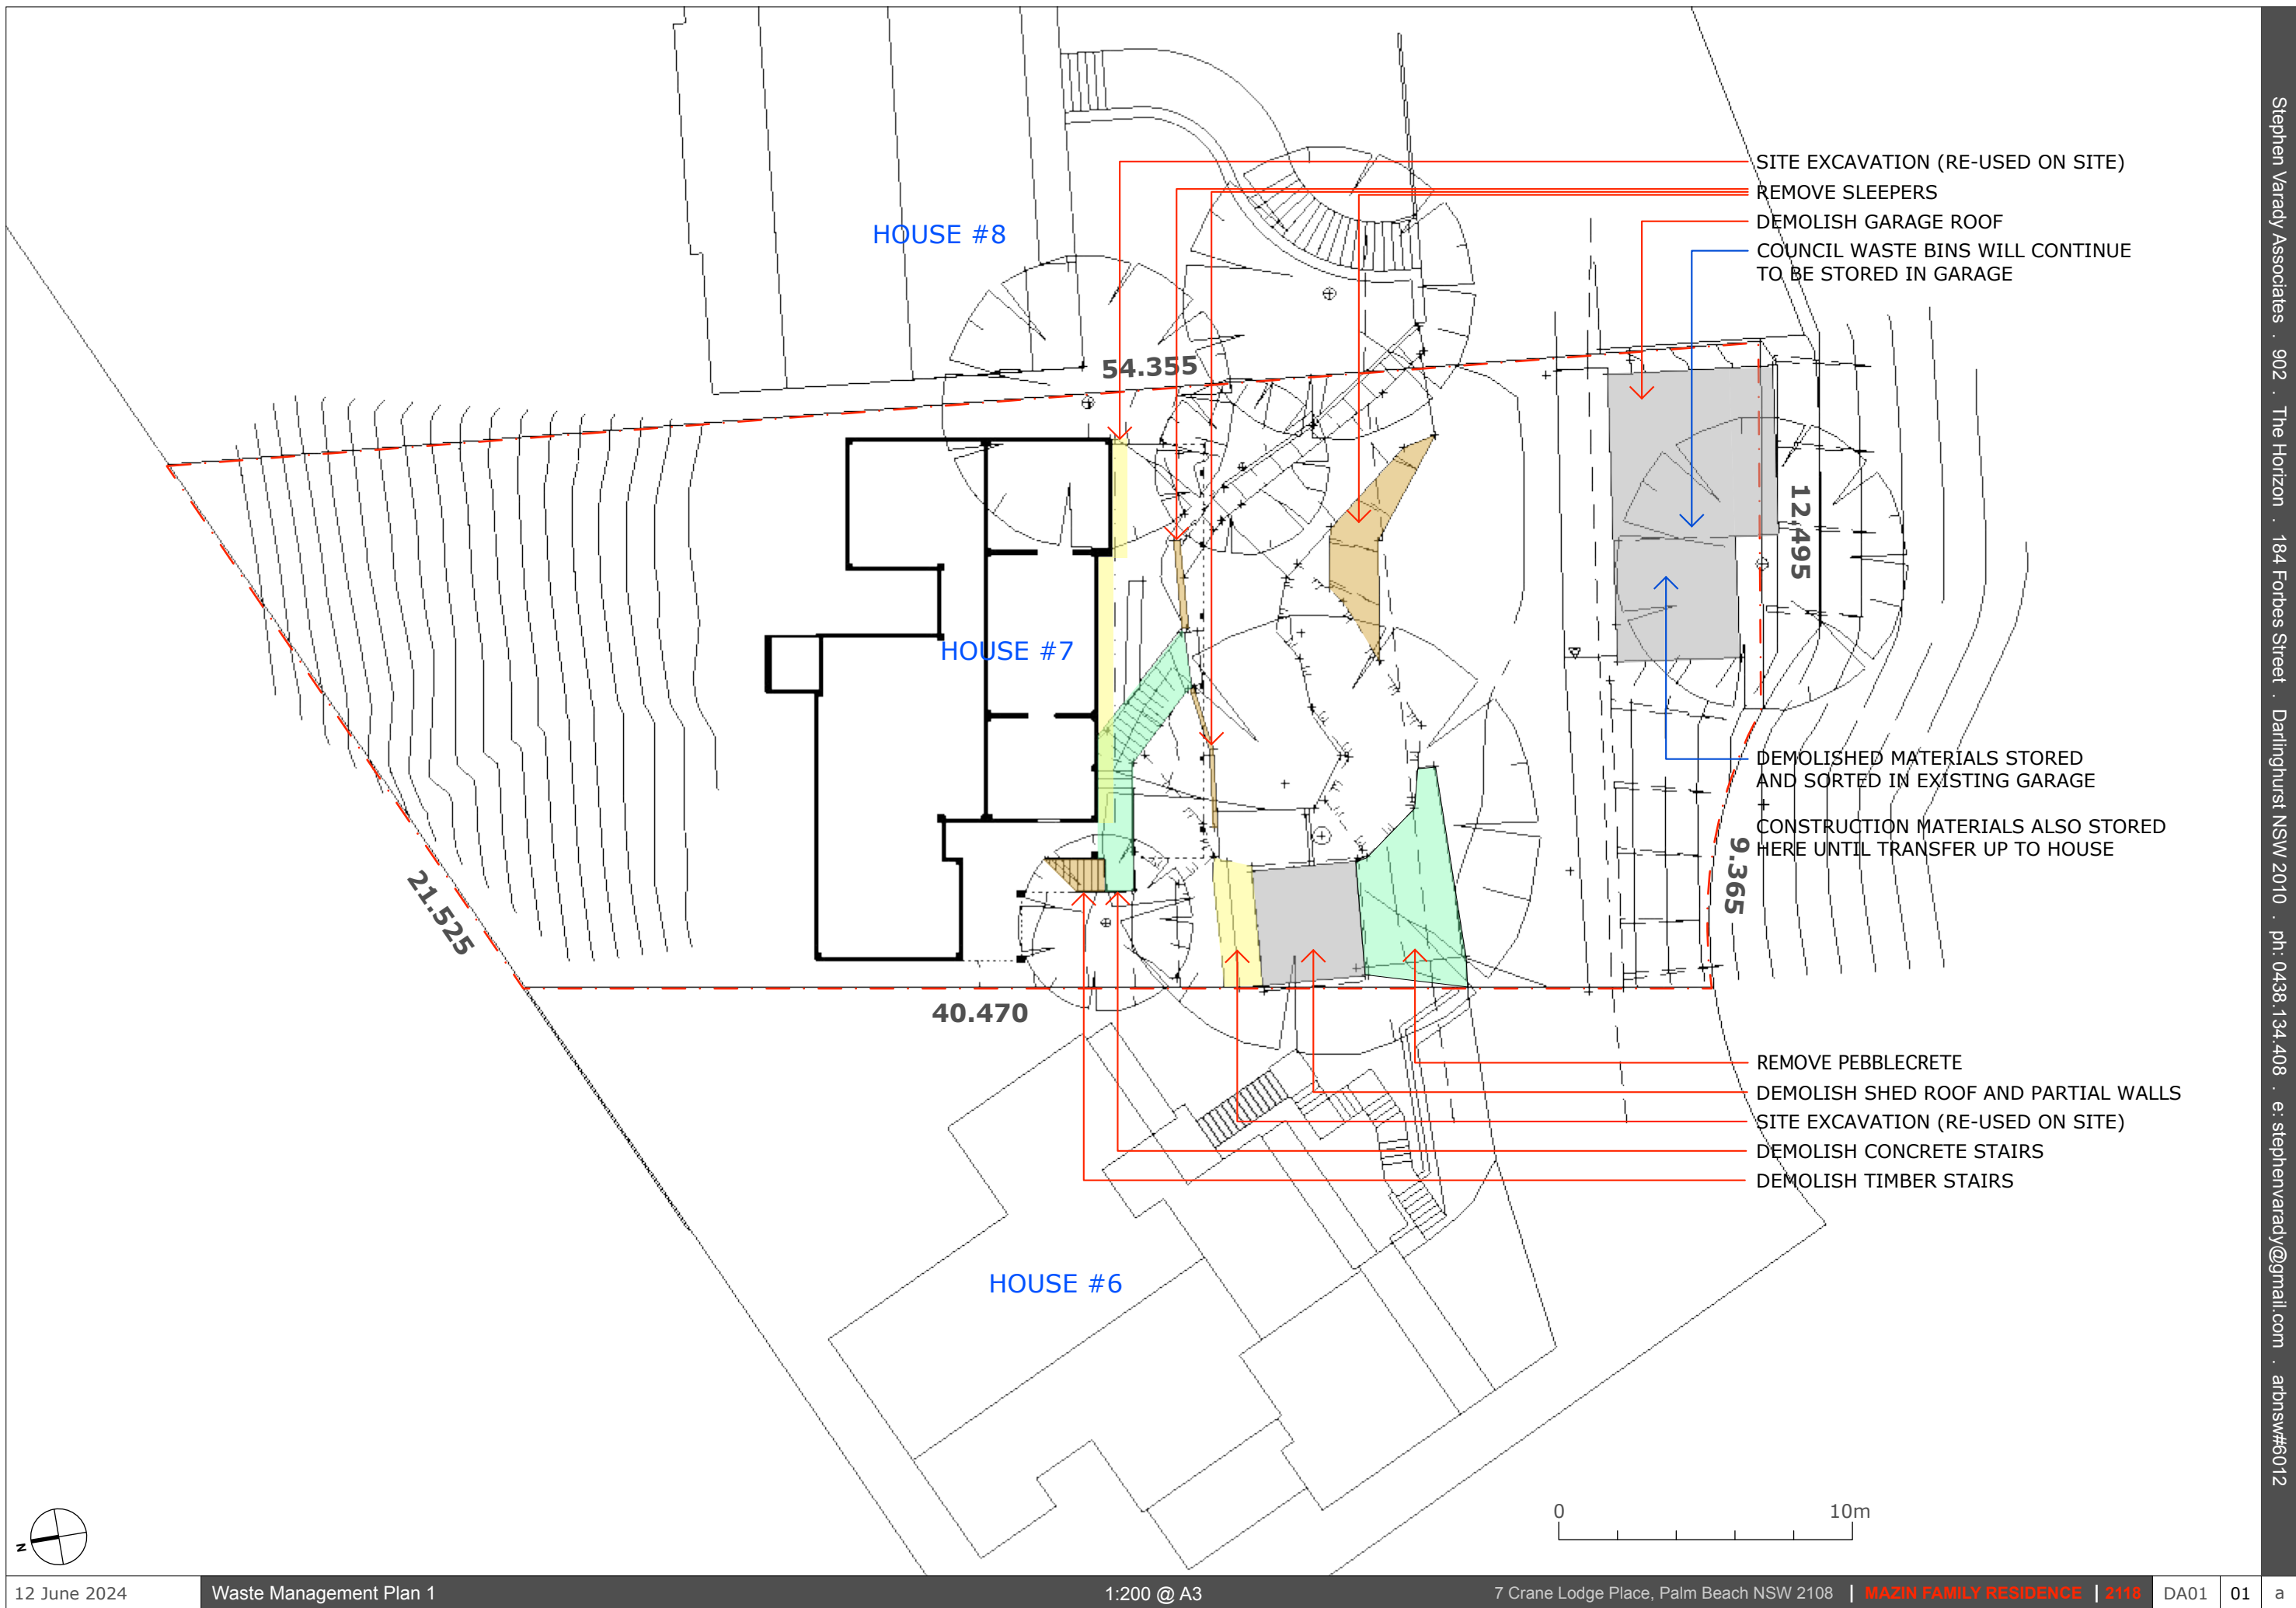 SITE EXCAVATION (RE-USED ON SITE)
REMOVE SLEEPERS
DEMOLISH GARAGE ROOF
COUNCIL WASTE BINS WILL CONTINUE
TO BE STORED IN GARAGE
HOUSE #8
54.355
12.495
HOUSE #7
DEMOLISHED MATERIALS STORED
AND SORTED IN EXISTING GARAGE
CONSTRUCTION MATERIALS ALSO STORED
HERE UNTIL TRANSFER UP TO HOUSE
9.365
21.525
40.470
REMOVE PEBBLECRETE
DEMOLISH SHED ROOF AND PARTIAL WALLS
SITE EXCAVATION (RE-USED ON SITE)
DEMOLISH CONCRETE STAIRS
DEMOLISH TIMBER STAIRS
HOUSE #6
0 10m
N
Stephen Varady Associates . 902 . The Horizon . 184 Forbes Street . Darlinghurst NSW 2010 . ph: 0438.134.408 . e: stephenvarady@gmail.com . arbnsw#6012
12 June 2024 Waste Management Plan 1 1:200 @ A3 7 Crane Lodge Place, Palm Beach NSW 2108 | MAZIN FAMILY RESIDENCE | 2118 DA01 01 a